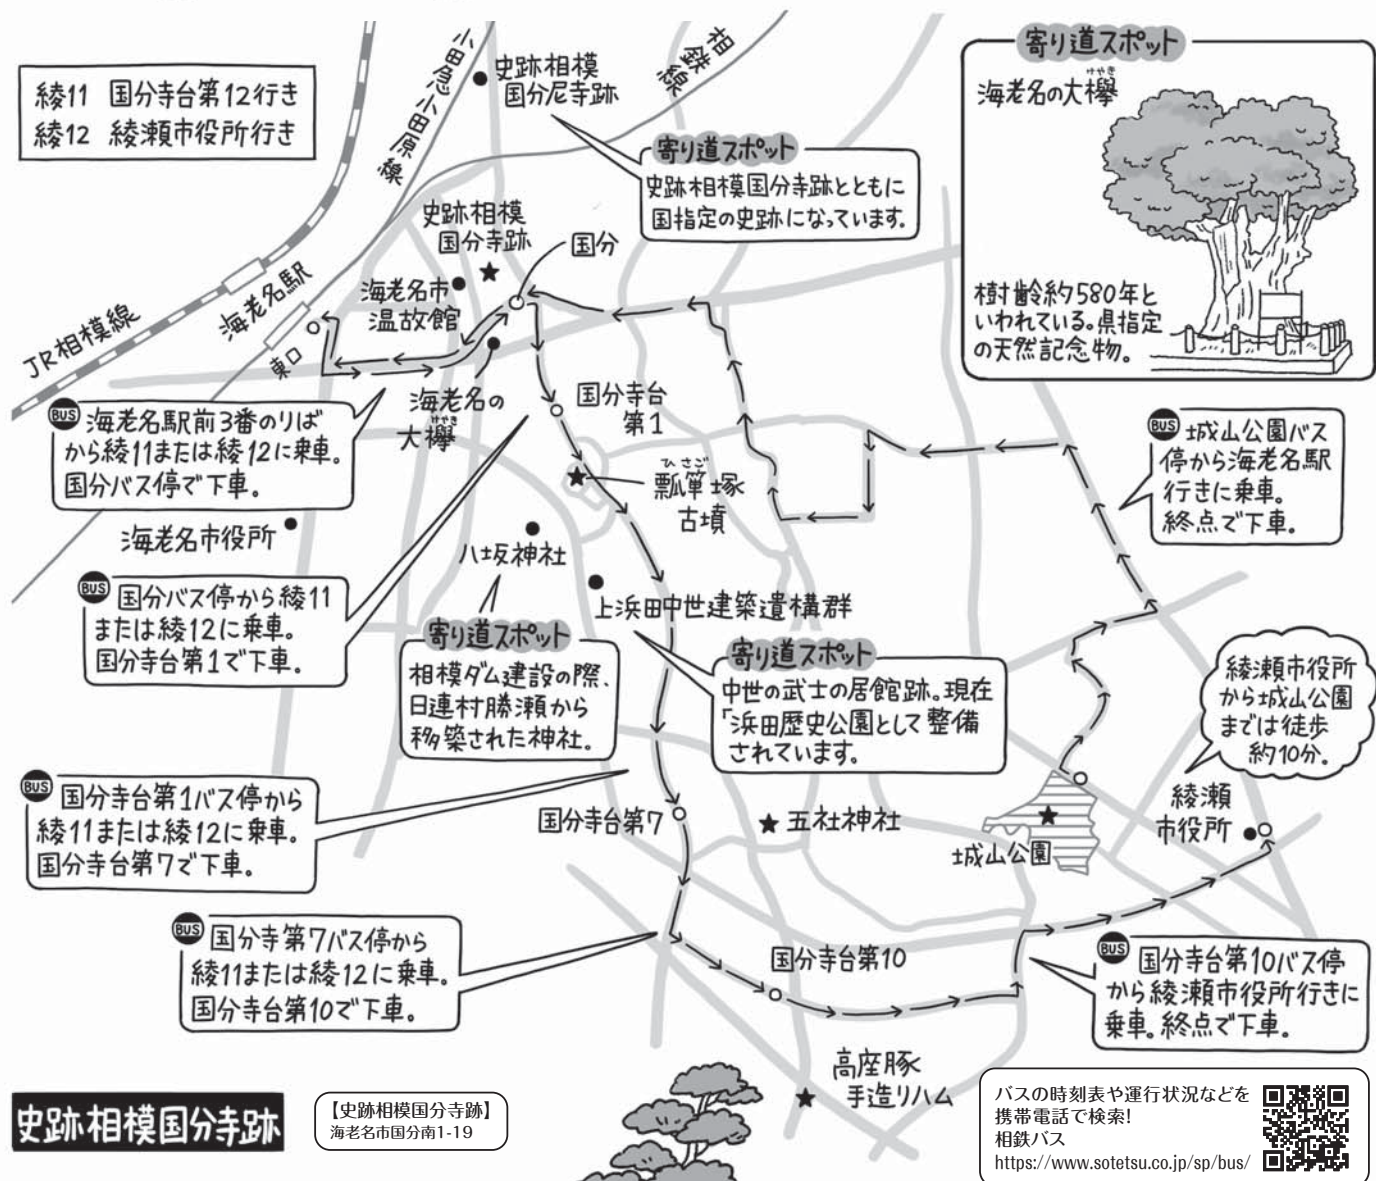 綾11 国分寺台第12行き
綾12 綾瀬市役所行き
小田急小田原線
史跡相模
国分尼寺跡
相鉄線
寄り道スポット
史跡相模国分寺跡とともに
国指定の史跡になっています。
寄り道スポット
けやき
海老名の大欅
樹齢約580年と
いわれている。県指定
の天然記念物。
史跡相模
国分寺跡
国分
海老名市
温故館
JR相模線
海老名駅
東口
海老名の
けやき
大欅
国分寺台
第1
BUS 海老名駅前3番のりば
から綾11または綾12に乗車。
国分バス停で下車。
ひさご
瓢箪塚
古墳
BUS 城山公園バス
停から海老名駅
行きに乗車。
終点で下車。
海老名市役所
八坂神社
BUS 国分バス停から綾11
または綾12に乗車。
国分寺台第1で下車。
上浜田中世建築遺構群
寄り道スポット
相模ダム建設の際、
日連村勝瀬から
移築された神社。
寄り道スポット
中世の武士の居館跡。現在
「浜田歴史公園として整備
されています。
綾瀬市役所
から城山公園
までは徒歩
約10分。
BUS 国分寺台第1バス停から
綾11または綾12に乗車。
国分寺台第7で下車。
国分寺台第7
五社神社
城山公園
綾瀬
市役所
BUS 国分寺第7バス停から
綾11または綾12に乗車。
国分寺台第10で下車。
国分寺台第10
BUS 国分寺台第10バス停
から綾瀬市役所行きに
乗車。終点で下車。
高座豚
手造りハム
史跡相模国分寺跡
【史跡相模国分寺跡】
海老名市国分南1-19
バスの時刻表や運行状況などを
携帯電話で検索!
相鉄バス
https://www.sotetsu.co.jp/sp/bus/